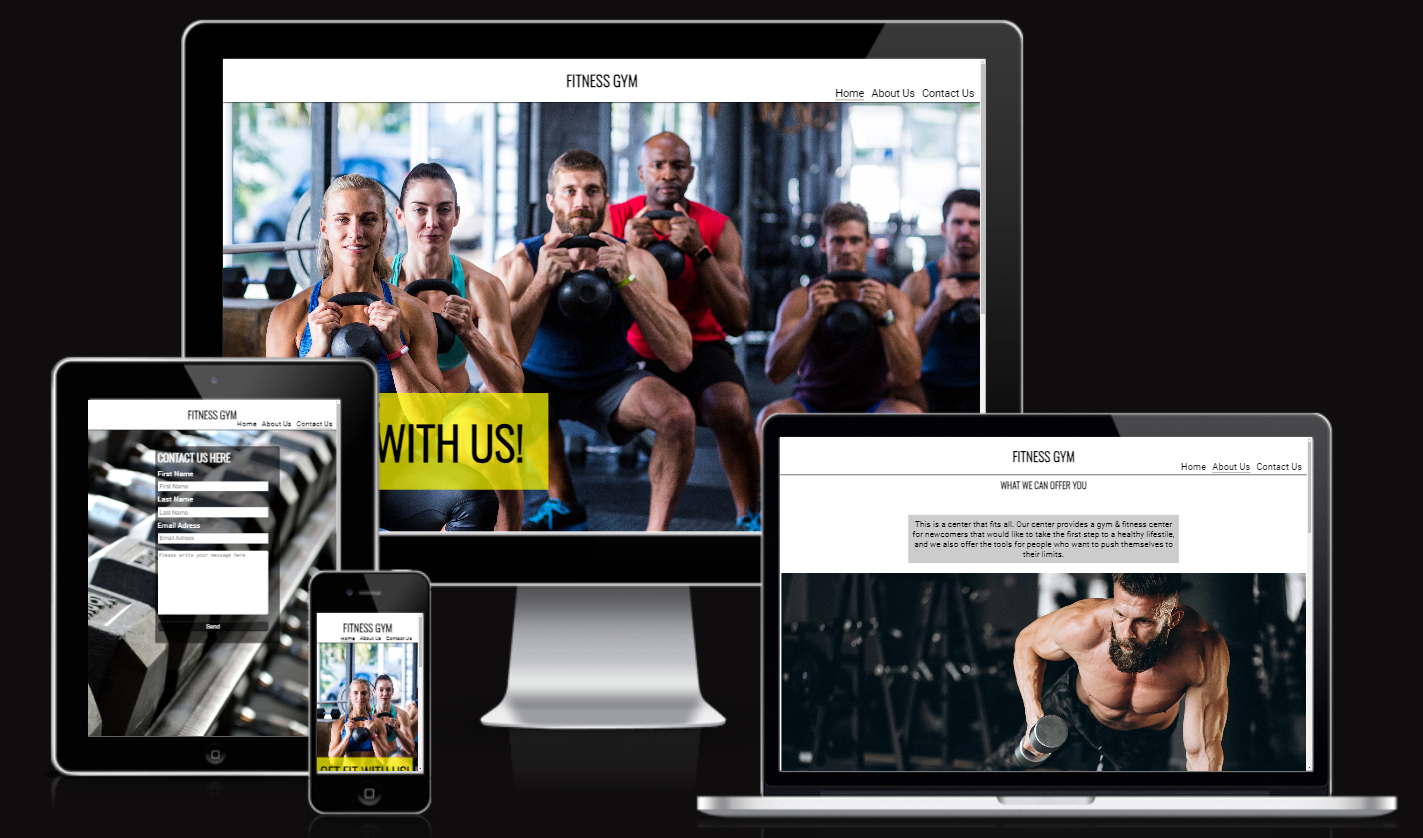 FITNESS GYM
Home About Us Contact Us
WITH US!
FITNESS GYM
Home About Us Contact Us
CONTACT US HERE
First Name
First Name
Last Name
Last Name
Email Adress
Email Adress
Please write your message here
Send
FITNESS GYM
Home About Us Contact Us
GET FIT WITH US!
FITNESS GYM
Home About Us Contact Us
WHAT WE CAN OFFER YOU
This is a center that fits all. Our center provides a gym & fitness center
for newcomers that would like to take the first step to a healthy lifestile,
and we also offer the tools for people who want to push themselves to
their limits.